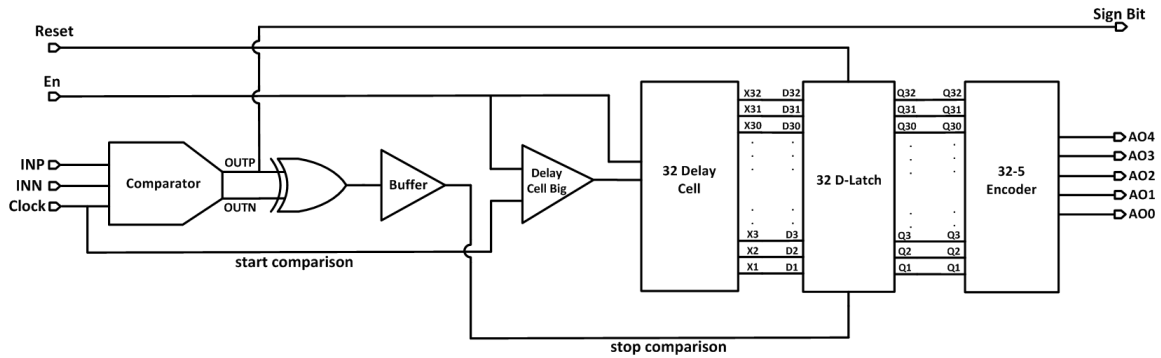 Sign Bit
Reset
En
X32 D32 Q32 Q32
X31 D31 Q31 Q31
X30 D30 Q30 Q30
AO4
INP
OUTP
AO3
INN
Comparator
Buffer
Delay
Cell Big
32 Delay
Cell
32 D-Latch
32-5
Encoder
AO2
Clock
OUTN
AO1
AO0
X3 D3 Q3 Q3
X2 D2 Q2 Q2
X1 D1 Q1 Q1
start comparison
stop comparison